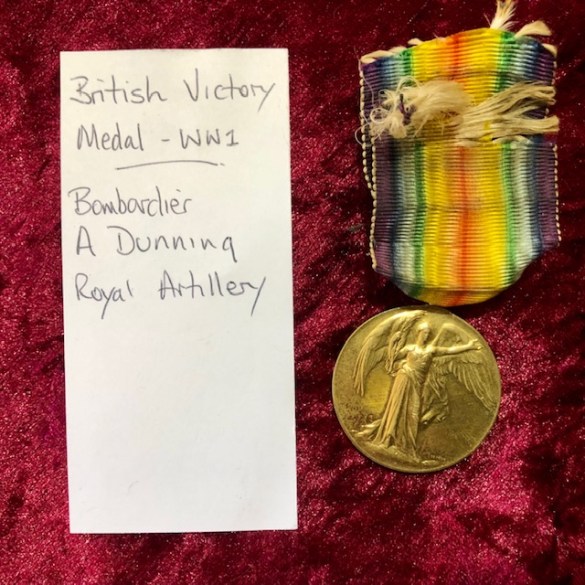 British Victory
Medal - WW1
Bombardier
A Dunning
Royal Artillery